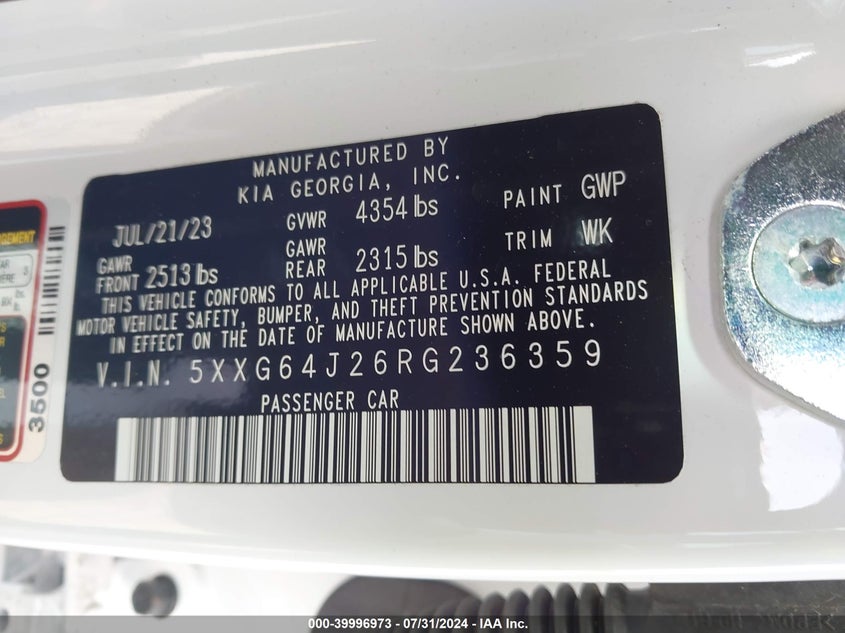 MANUFACTURED BY
KIA GEORGIA, INC.
JUL/21/23 GVWR 4354 lbs PAINT GWP
GAWR FRONT 2513 lbs GAWR REAR 2315 lbs TRIM WK
THIS VEHICLE CONFORMS TO ALL APPLICABLE U.S.A. FEDERAL
MOTOR VEHICLE SAFETY, BUMPER, AND THEFT PREVENTION STANDARDS
IN EFFECT ON THE DATE OF MANUFACTURE SHOWN ABOVE.
V.I.N. 5XXG64J26RG236359
PASSENGER CAR
3500
000-39996973 / 07/31/2024 - IAA Inc.